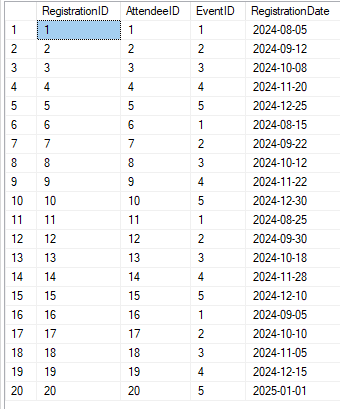 RegistrationID AttendeeID EventID RegistrationDate
1 1 1 1 2024-08-05
2 2 2 2 2024-09-12
3 3 3 3 2024-10-08
4 4 4 4 2024-11-20
5 5 5 5 2024-12-25
6 6 6 1 2024-08-15
7 7 7 2 2024-09-22
8 8 8 3 2024-10-12
9 9 9 4 2024-11-22
10 10 10 5 2024-12-30
11 11 11 1 2024-08-25
12 12 12 2 2024-09-30
13 13 13 3 2024-10-18
14 14 14 4 2024-11-28
15 15 15 5 2024-12-10
16 16 16 1 2024-09-05
17 17 17 2 2024-10-10
18 18 18 3 2024-11-05
19 19 19 4 2024-12-15
20 20 20 5 2025-01-01